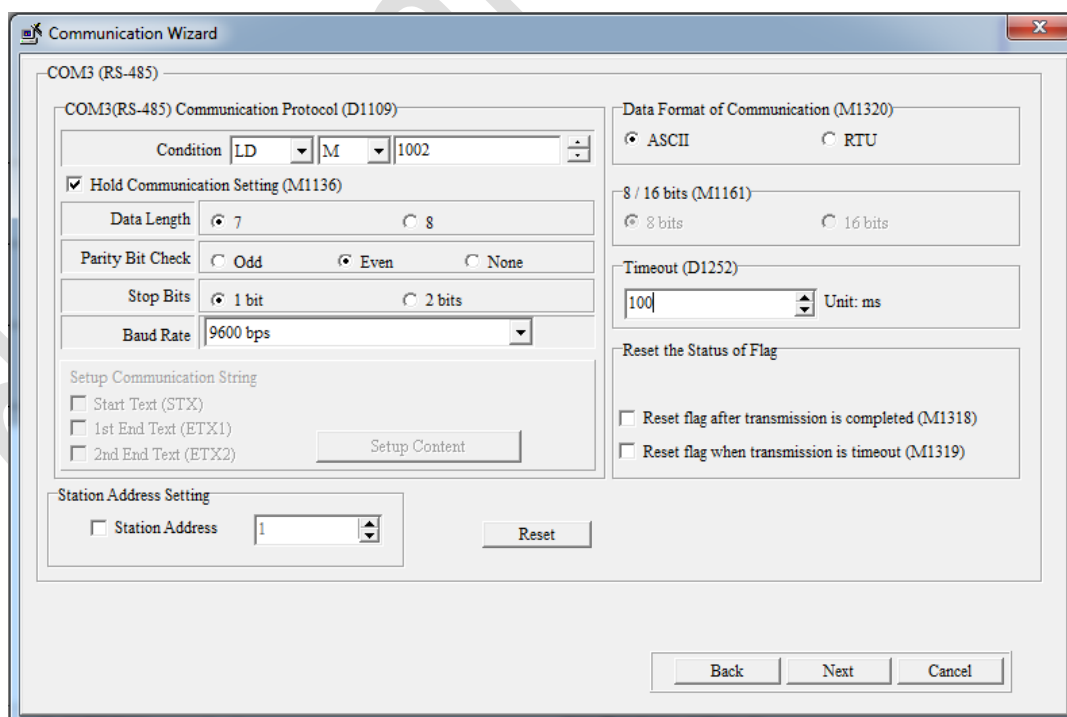 Communication Wizard
COM3 (RS-485)
COM3(RS-485) Communication Protocol (D1109)
Condition LD M 1002
Hold Communication Setting (M1136)
Data Length 7 8
Parity Bit Check Odd Even None
Stop Bits 1 bit 2 bits
Baud Rate 9600 bps
Setup Communication String
Start Text (STX)
1st End Text (ETX1)
2nd End Text (ETX2)
Setup Content
Station Address Setting
Station Address 1
Reset
Data Format of Communication (M1320)
ASCII RTU
8 / 16 bits (M1161)
8 bits 16 bits
Timeout (D1252)
100 Unit: ms
Reset the Status of Flag
Reset flag after transmission is completed (M1318)
Reset flag when transmission is timeout (M1319)
Back Next Cancel